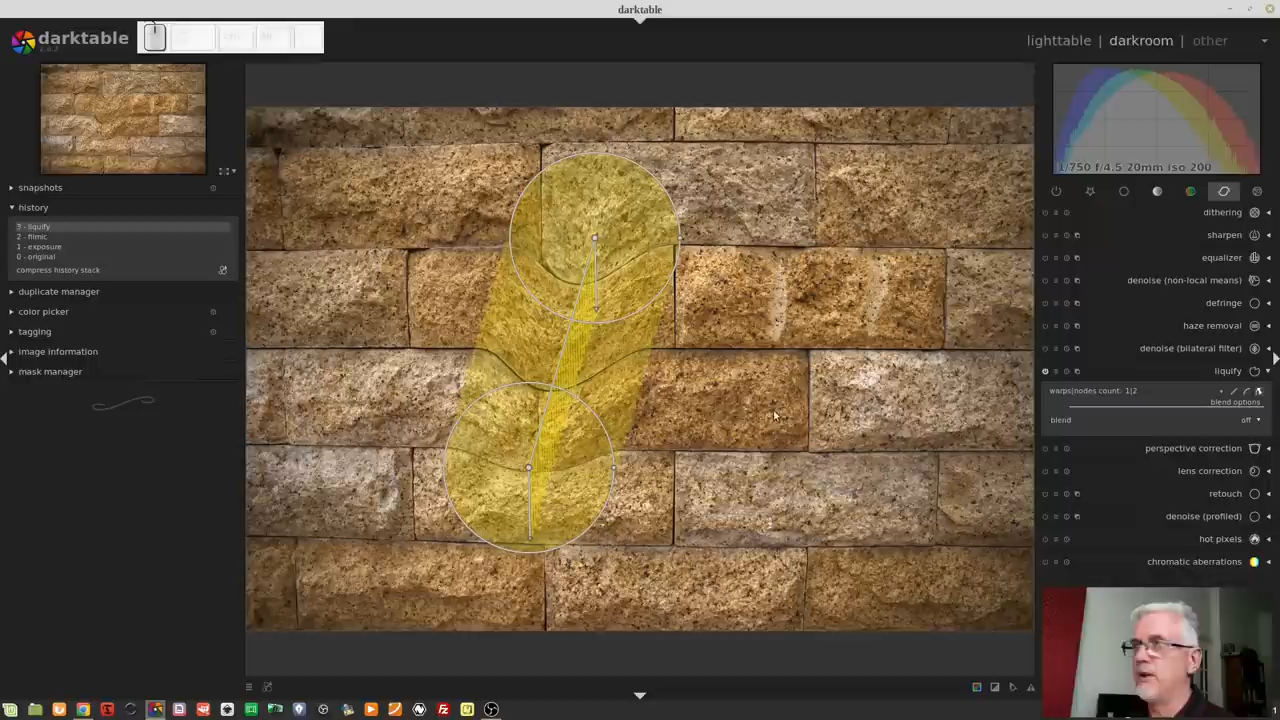 darktable
darktable
lighttable | darkroom | other
1/750 f/4.5 20mm iso 200
snapshots
history
3 - liquify
2 - filmic
1 - exposure
0 - original
compress history stack
duplicate manager
color picker
tagging
image information
mask manager
dithering
sharpen
equalizer
denoise (non-local means)
defringe
haze removal
denoise (bilateral filter)
liquify
warps|nodes count: 1|2
blend options
blend
off
perspective correction
lens correction
retouch
denoise (profiled)
hot pixels
chromatic aberrations